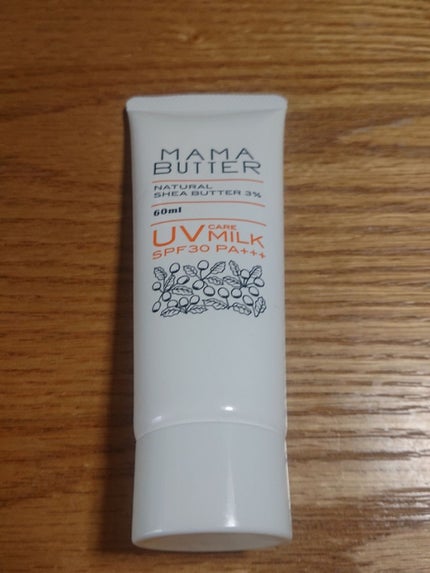 MAMA
BUTTER
NATURAL
SHEA BUTTER 3%
60ml
UV CARE MILK
SPF30 PA+++